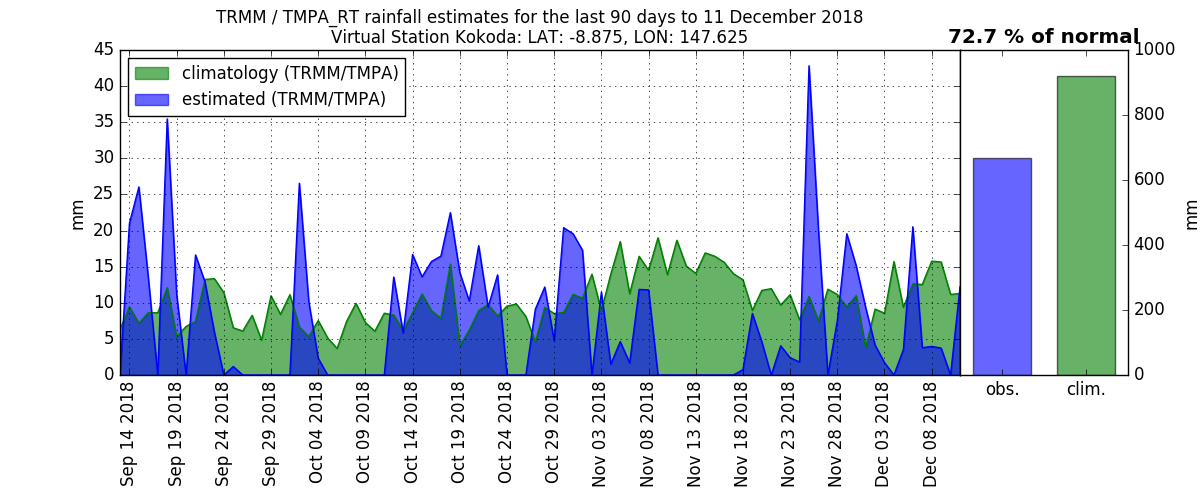 TRMM / TMPA_RT rainfall estimates for the last 90 days to 11 December 2018
Virtual Station Kokoda: LAT: -8.875, LON: 147.625
72.7 % of normal
climatology (TRMM/TMPA)
estimated (TRMM/TMPA)
45
40
35
30
25
20
15
10
5
0
mm
Sep 14 2018
Sep 19 2018
Sep 24 2018
Sep 29 2018
Oct 04 2018
Oct 09 2018
Oct 14 2018
Oct 19 2018
Oct 24 2018
Oct 29 2018
Nov 03 2018
Nov 08 2018
Nov 13 2018
Nov 18 2018
Nov 23 2018
Nov 28 2018
Dec 03 2018
Dec 08 2018
obs.
clim.
1000
800
600
400
200
0
mm